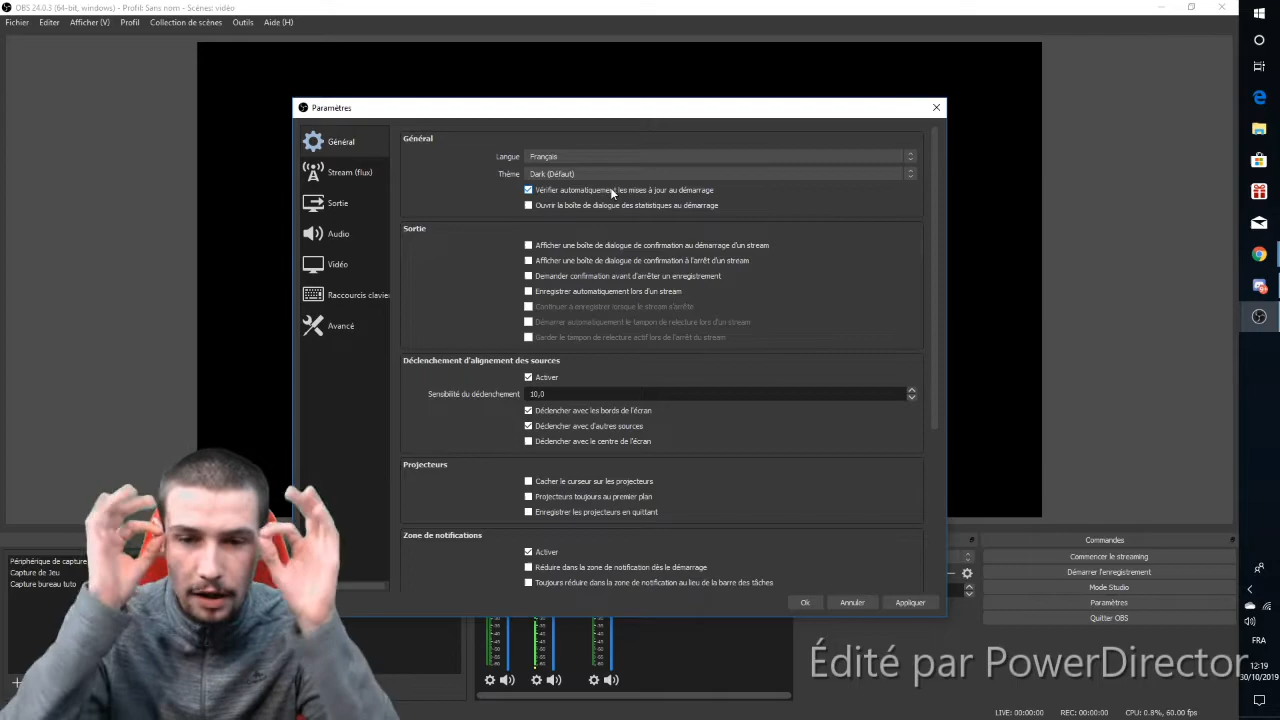 OBS 24.0.3 (64-bit, windows) - Profil: Sans nom - Scènes: vidéo
Fichier Editer Afficher (V) Profil Collection de scènes Outils Aide (H)
Paramètres
Général
Stream (flux)
Sortie
Audio
Vidéo
Raccourcis clavier
Avancé
Général
Langue Français
Thème Dark (Défaut)
Vérifier automatiquement les mises à jour au démarrage
Ouvrir la boîte de dialogue des statistiques au démarrage
Sortie
Afficher une boîte de dialogue de confirmation au démarrage d'un stream
Afficher une boîte de dialogue de confirmation à l'arrêt d'un stream
Demander confirmation avant d'arrêter un enregistrement
Enregistrer automatiquement lors d'un stream
Continuer à enregistrer lorsque le stream s'arrête
Démarrer automatiquement le tampon de relecture lors d'un stream
Garder le tampon de relecture actif lors de l'arrêt du stream
Déclenchement d'alignement des sources
Activer
Sensibilité du déclenchement 10,0
Déclencher avec les bords de l'écran
Déclencher avec d'autres sources
Déclencher avec le centre de l'écran
Projecteurs
Cacher le curseur sur les projecteurs
Projecteurs toujours au premier plan
Enregistrer les projecteurs en quittant
Zone de notifications
Activer
Réduire dans la zone de notification dès le démarrage
Toujours réduire dans la zone de notification au lieu de la barre des tâches
Ok Annuler Appliquer
Périphérique de capture
Capture de Jeu
Capture bureau tuto
Commandes
Commencer le streaming
Démarrer l'enregistrement
Mode Studio
Paramètres
Quitter OBS
Édité par PowerDirector
LIVE: 00:00:00 REC: 00:00:00 CPU: 0.8%, 60.00 fps
FRA
12:19
30/10/2019